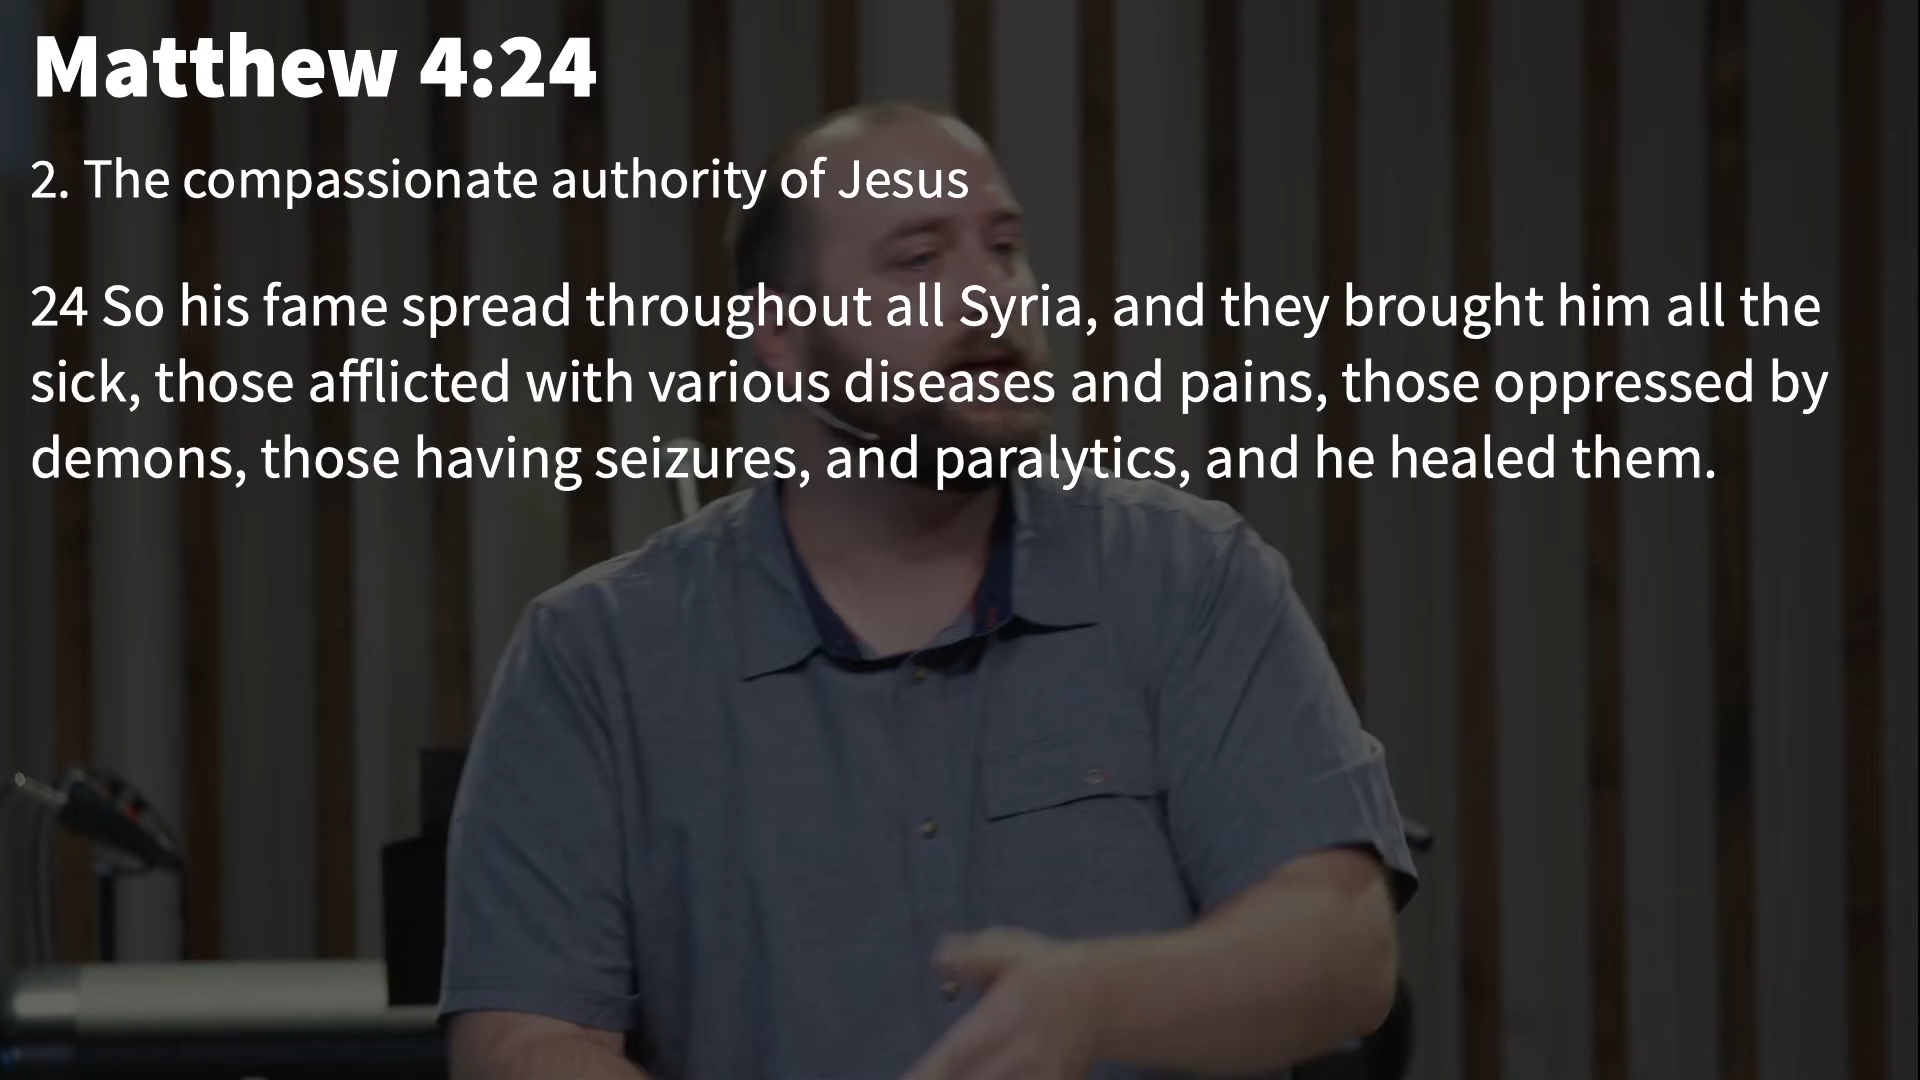 Matthew 4:24
2. The compassionate authority of Jesus
24 So his fame spread throughout all Syria, and they brought him all the
sick, those afflicted with various diseases and pains, those oppressed by
demons, those having seizures, and paralytics, and he healed them.